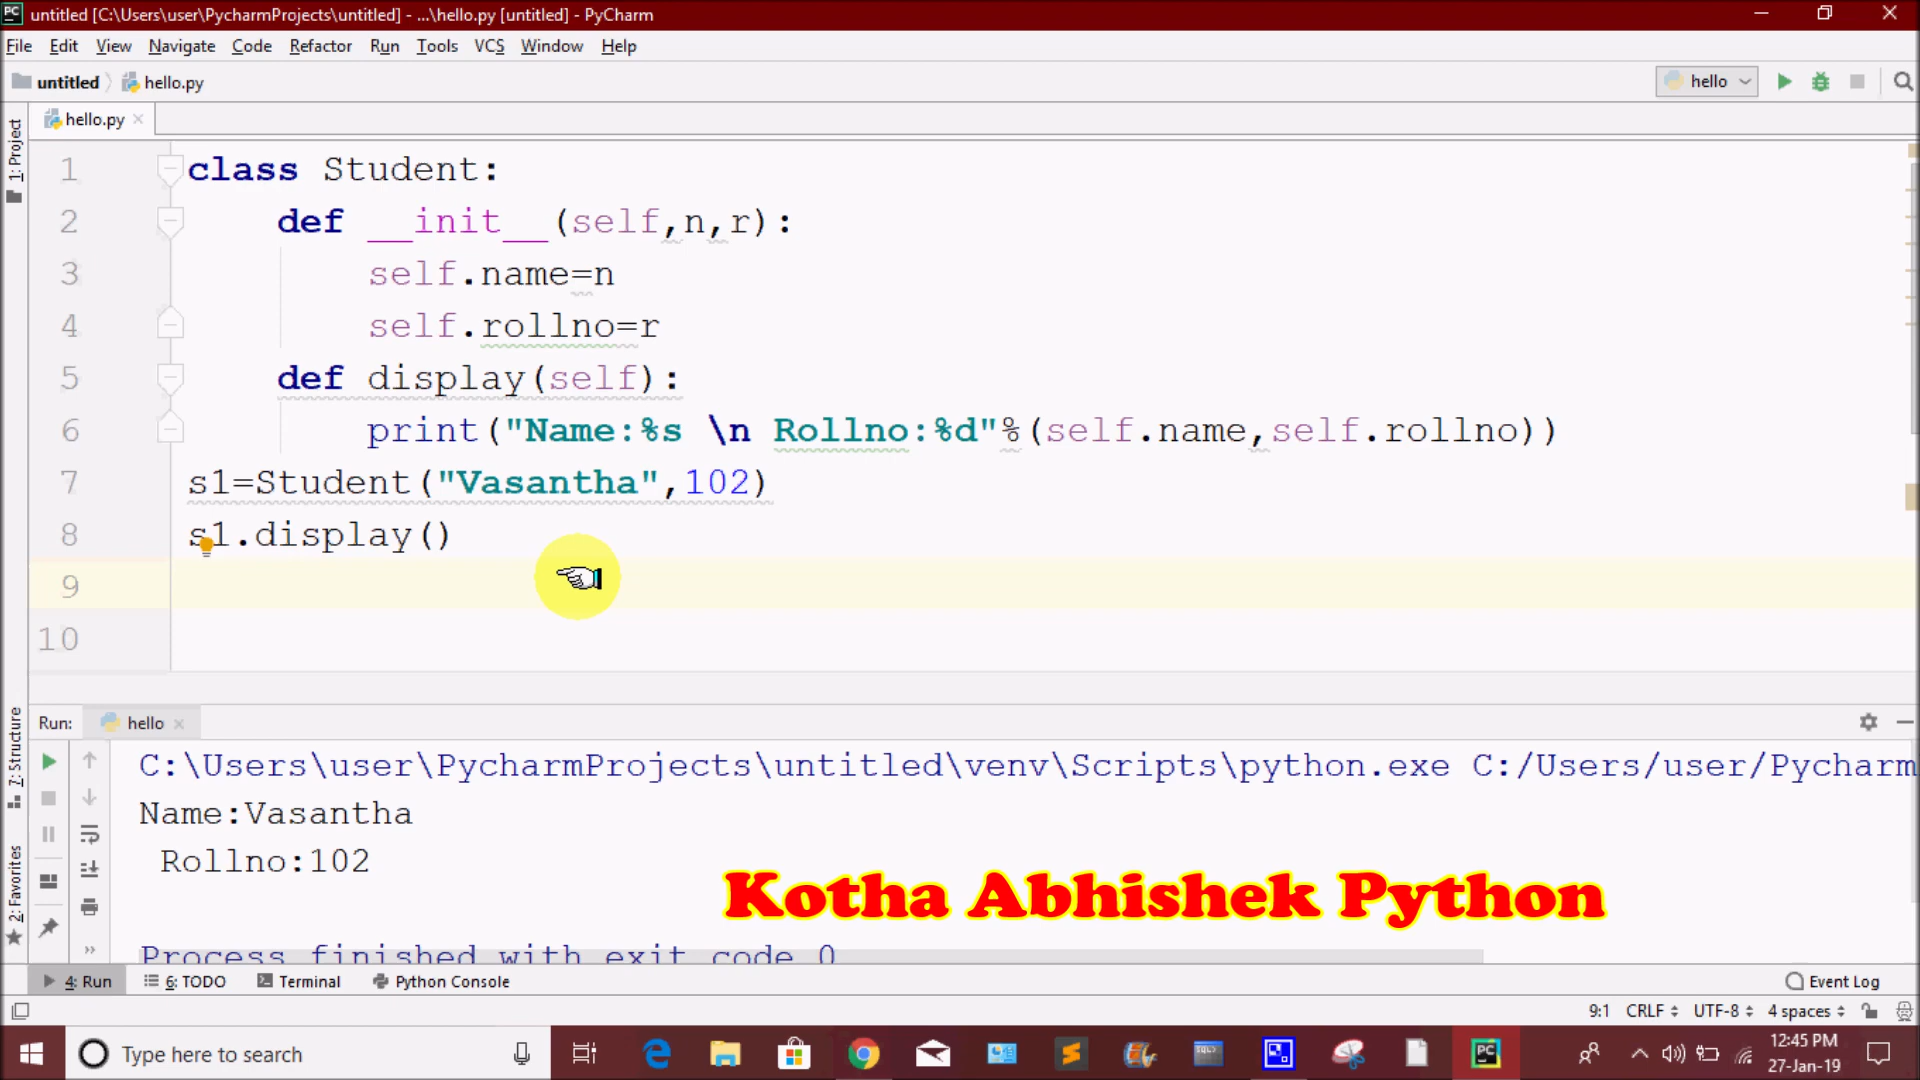 untitled [C:\Users\user\PycharmProjects\untitled] - ...\hello.py [untitled] - PyCharm
File Edit View Navigate Code Refactor Run Tools VCS Window Help
untitled hello.py hello
hello.py
1: Project
1 class Student:
2 def __init__(self,n,r):
3 self.name=n
4 self.rollno=r
5 def display(self):
6 print("Name:%s \n Rollno:%d"%(self.name,self.rollno))
7 s1=Student("Vasantha",102)
8 s1.display()
9
10
7: Structure
2: Favorites
Run: hello
C:\Users\user\PycharmProjects\untitled\venv\Scripts\python.exe C:/Users/user/Pycharm
Name:Vasantha
Rollno:102
Kotha Abhishek Python
Process finished with exit code 0
4: Run 6: TODO Terminal Python Console Event Log
9:1 CRLF UTF-8 4 spaces
Type here to search
12:45 PM
27-Jan-19